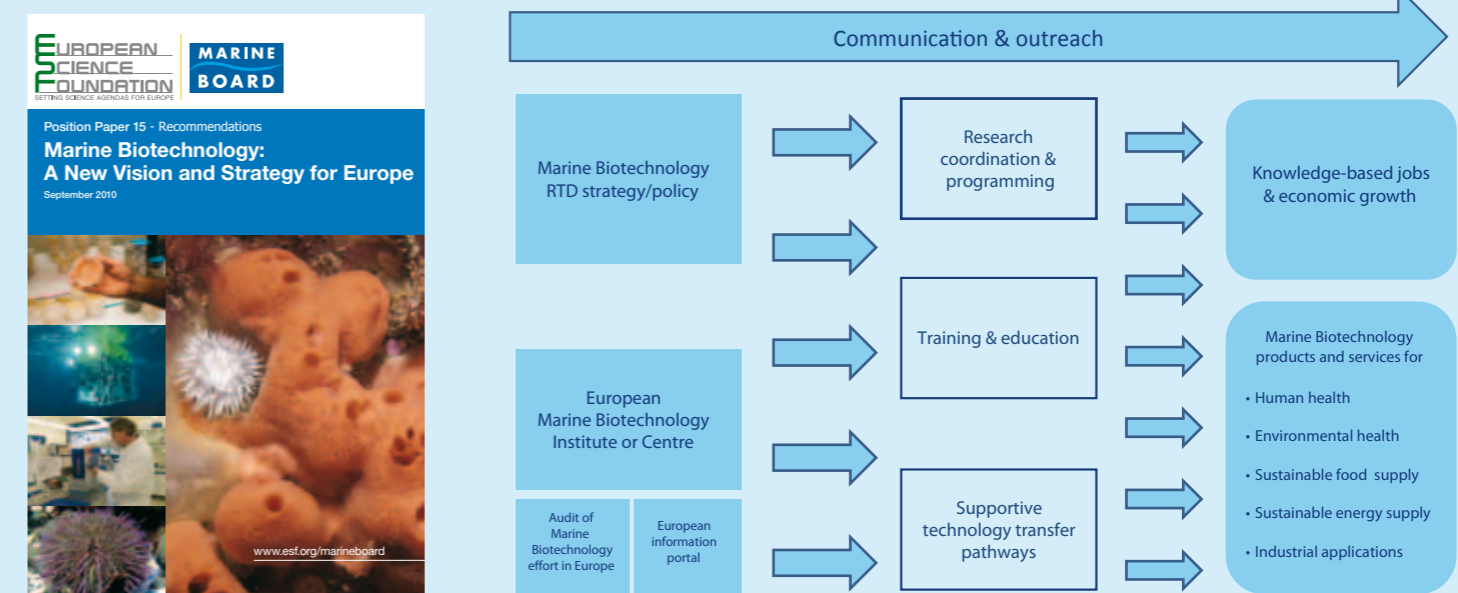 EUROPEAN
SCIENCE
FOUNDATION
SETTING SCIENCE AGENDAS FOR EUROPE
MARINE
BOARD
Position Paper 15 - Recommendations
Marine Biotechnology:
A New Vision and Strategy for Europe
September 2010
www.esf.org/marineboard
Communication & outreach
Marine Biotechnology
RTD strategy/policy
European
Marine Biotechnology
Institute or Centre
Audit of
Marine
Biotechnology
effort in Europe
European
information
portal
Research
coordination &
programming
Training & education
Supportive
technology transfer
pathways
Knowledge-based jobs
& economic growth
Marine Biotechnology
products and services for
• Human health
• Environmental health
• Sustainable food supply
• Sustainable energy supply
• Industrial applications